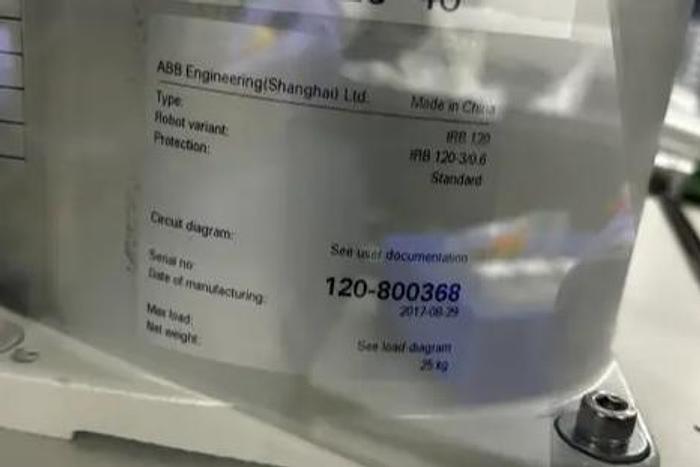 ABB Engineering(Shanghai) Ltd. Made in China
Type: IRB 120
Robot variant: IRB 120-3/0.6
Protection: Standard
Circuit diagram: See user documentation
Serial no: 120-800368
Date of manufacturing: 2017-08-29
Max load: See load diagram
Net weight: 25 kg